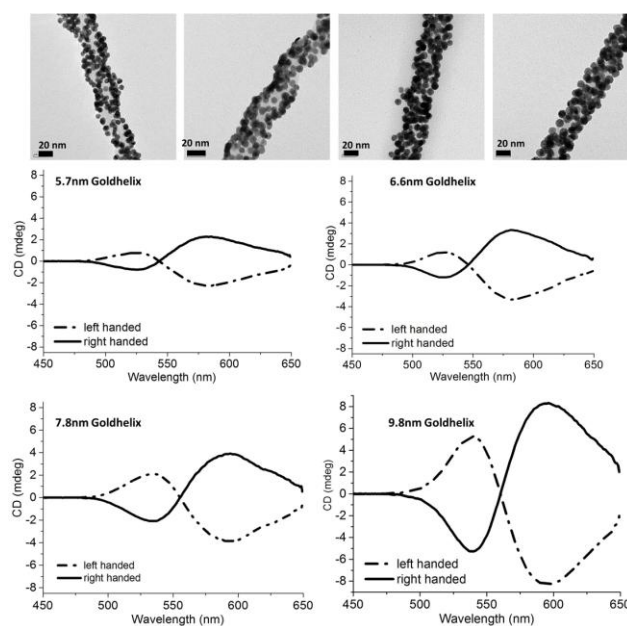 20 nm
20 nm
20 nm
20 nm
5.7nm Goldhelix
8
6
4
2
0
-2
-4
-6
-8
CD (mdeg)
left handed
right handed
450 500 550 600 650
Wavelength (nm)
6.6nm Goldhelix
8
6
4
2
0
-2
-4
-6
-8
CD (mdeg)
left handed
right handed
450 500 550 600 650
Wavelength (nm)
7.8nm Goldhelix
8
6
4
2
0
-2
-4
-6
-8
CD (mdeg)
left handed
right handed
450 500 550 600 650
Wavelength (nm)
9.8nm Goldhelix
8
6
4
2
0
-2
-4
-6
-8
CD (mdeg)
left handed
right handed
450 500 550 600 650
Wavelength (nm)